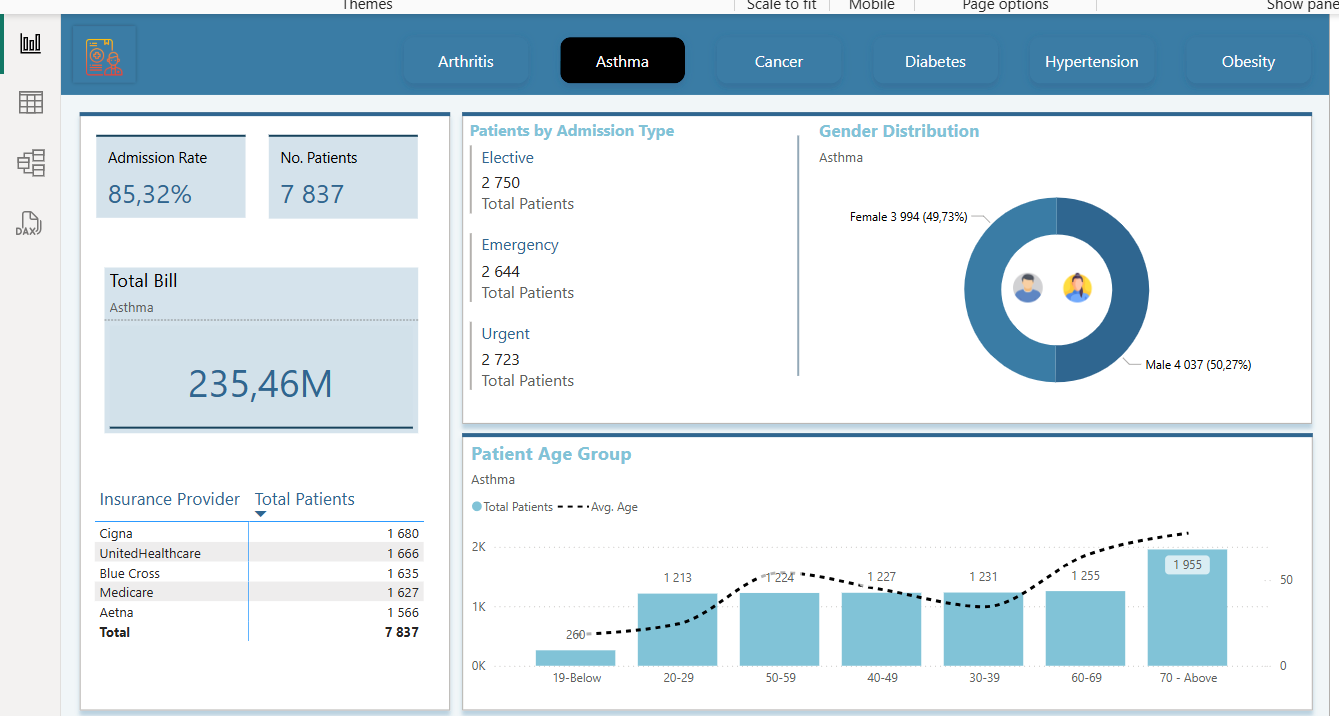 Themes
Scale to fit
Mobile
Page options
Show pane
Arthritis
Asthma
Cancer
Diabetes
Hypertension
Obesity
DAX
Admission Rate
85,32%
No. Patients
7 837
Total Bill
Asthma
235,46M
Insurance Provider Total Patients
Cigna 1 680
UnitedHealthcare 1 666
Blue Cross 1 635
Medicare 1 627
Aetna 1 566
Total 7 837
Patients by Admission Type
Elective
2 750
Total Patients
Emergency
2 644
Total Patients
Urgent
2 723
Total Patients
Gender Distribution
Asthma
Female 3 994 (49,73%)
Male 4 037 (50,27%)
Patient Age Group
Asthma
Total Patients Avg. Age
2K
1K
0K
260
1 213
1 224
1 227
1 231
1 255
1 955
50
0
19-Below
20-29
50-59
40-49
30-39
60-69
70 - Above